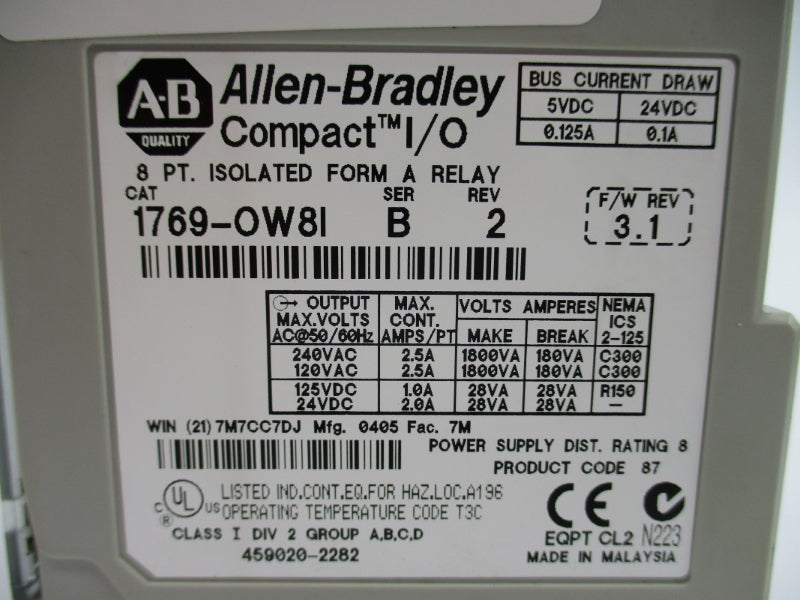 A-B
QUALITY
Allen-Bradley
Compact™ I/O
BUS CURRENT DRAW
5VDC 24VDC
0.125A 0.1A
8 PT. ISOLATED FORM A RELAY
CAT SER REV
1769-OW8I B 2
F/W REV
3.1
OUTPUT MAX. VOLTS AMPERES NEMA
MAX.VOLTS CONT. ICS
AC@50/60Hz AMPS/PT MAKE BREAK 2-125
240VAC 2.5A 1800VA 180VA C300
120VAC 2.5A 1800VA 180VA C300
125VDC 1.0A 28VA 28VA R150
24VDC 2.0A 28VA 28VA —
WIN (21) 7M7CC7DJ Mfg. 0405 Fac. 7M
POWER SUPPLY DIST. RATING 8
PRODUCT CODE 87
C UL US ®
LISTED IND.CONT.EQ.FOR HAZ.LOC.A196
OPERATING TEMPERATURE CODE T3C
CLASS I DIV 2 GROUP A,B,C,D
459020-2282
CE
N223
EQPT CL2
MADE IN MALAYSIA